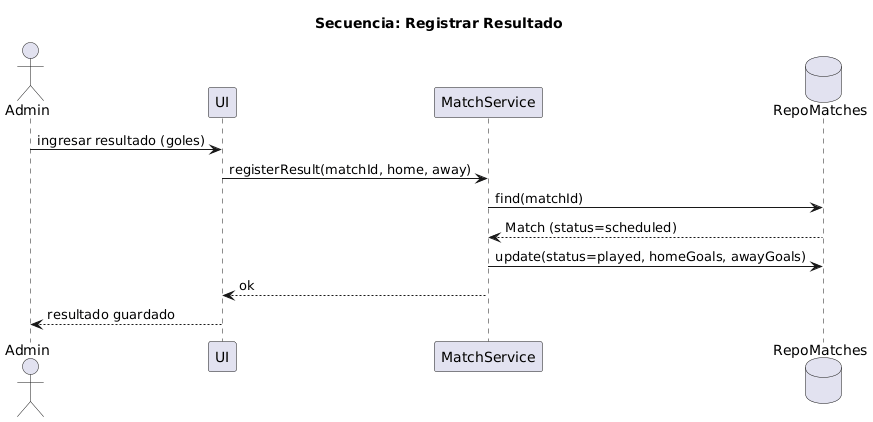 Secuencia: Registrar Resultado
Admin
UI
MatchService
RepoMatches
ingresar resultado (goles)
registerResult(matchId, home, away)
find(matchId)
Match (status=scheduled)
update(status=played, homeGoals, awayGoals)
ok
resultado guardado
Admin
UI
MatchService
RepoMatches